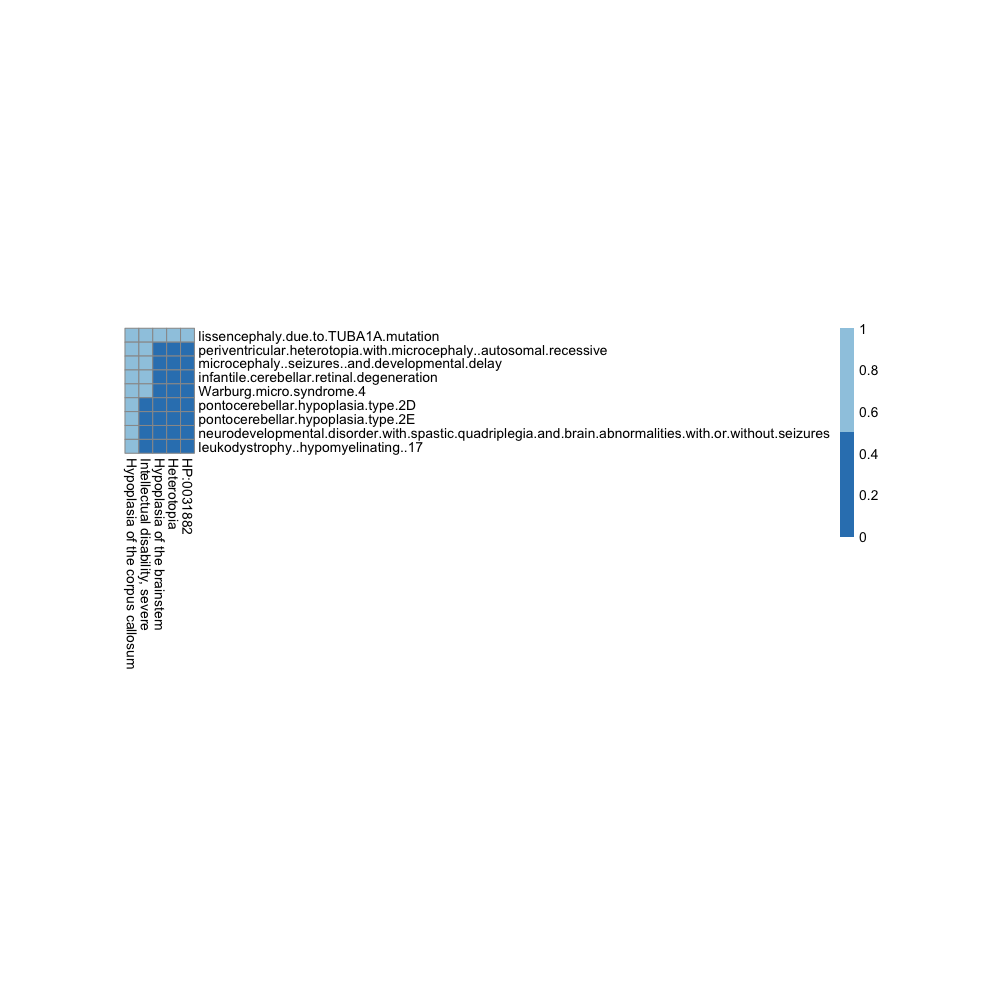 lissencephaly.due.to.TUBA1A.mutation
periventricular.heterotopia.with.microcephaly..autosomal.recessive
microcephaly..seizures..and.developmental.delay
infantile.cerebellar.retinal.degeneration
Warburg.micro.syndrome.4
pontocerebellar.hypoplasia.type.2D
pontocerebellar.hypoplasia.type.2E
neurodevelopmental.disorder.with.spastic.quadriplegia.and.brain.abnormalities.with.or.without.seizures
leukodystrophy..hypomyelinating..17
Hypoplasia of the corpus callosum
Intellectual disability, severe
Hypoplasia of the brainstem
Heterotopia
HP:0031882
1
0.8
0.6
0.4
0.2
0